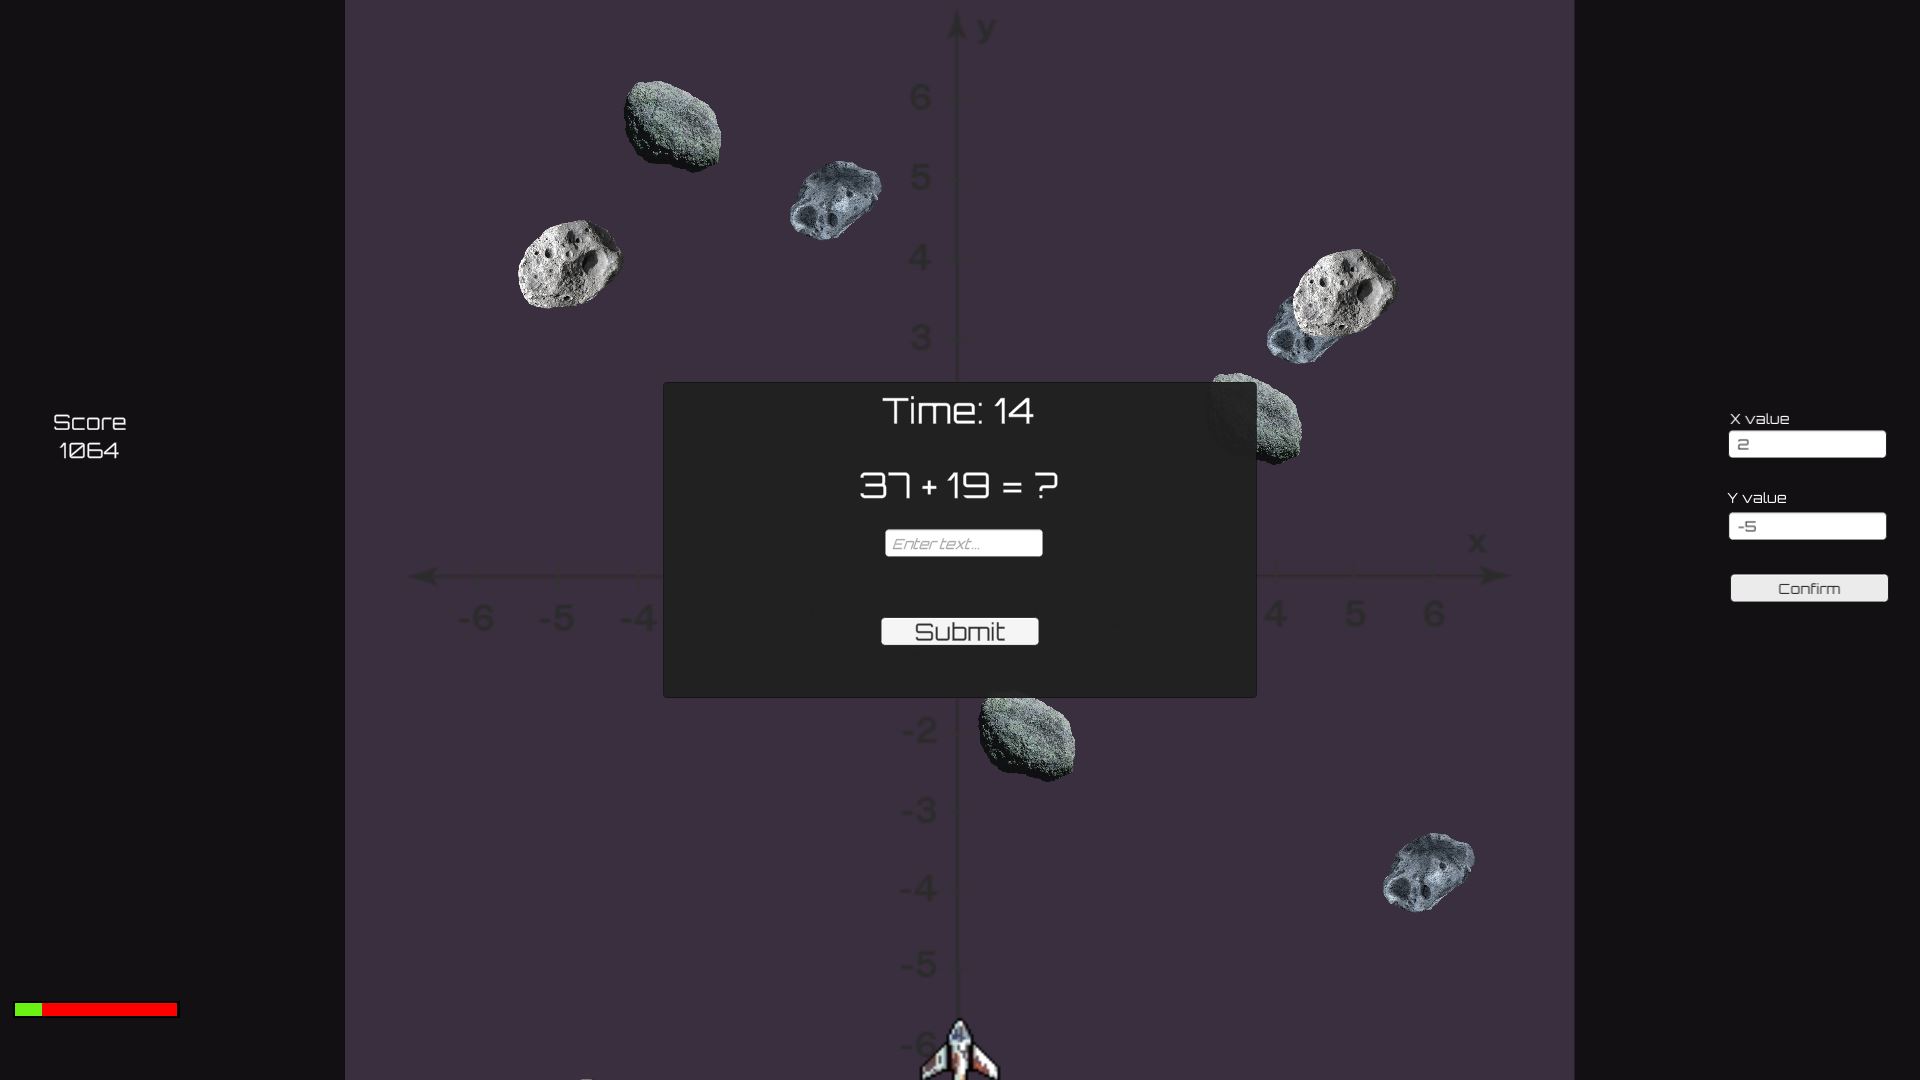 y
6
5
4
3
Score
1064
Time: 14
37 + 19 = ?
Enter text...
Submit
X value
2
Y value
-5
Confirm
x
-6 -5 -4 4 5 6
-2
-3
-4
-5
-6